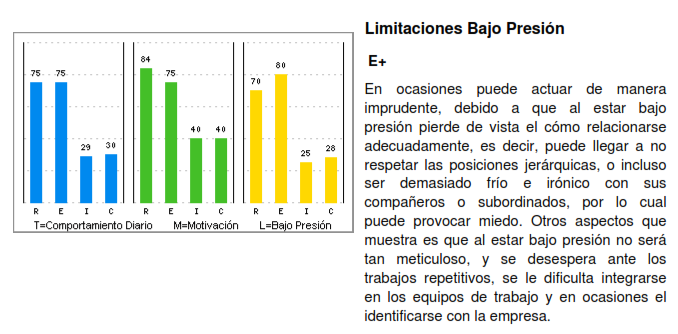 75 75 29 30
R E I C
T=Comportamiento Diario
84 75 40 40
R E I C
M=Motivación
70 80 25 28
R E I C
L=Bajo Presión
Limitaciones Bajo Presión
E+
En ocasiones puede actuar de manera
imprudente, debido a que al estar bajo
presión pierde de vista el cómo relacionarse
adecuadamente, es decir, puede llegar a no
respetar las posiciones jerárquicas, o incluso
ser demasiado frío e irónico con sus
compañeros o subordinados, por lo cual
puede provocar miedo. Otros aspectos que
muestra es que al estar bajo presión no será
tan meticuloso, y se desespera ante los
trabajos repetitivos, se le dificulta integrarse
en los equipos de trabajo y en ocasiones el
identificarse con la empresa.